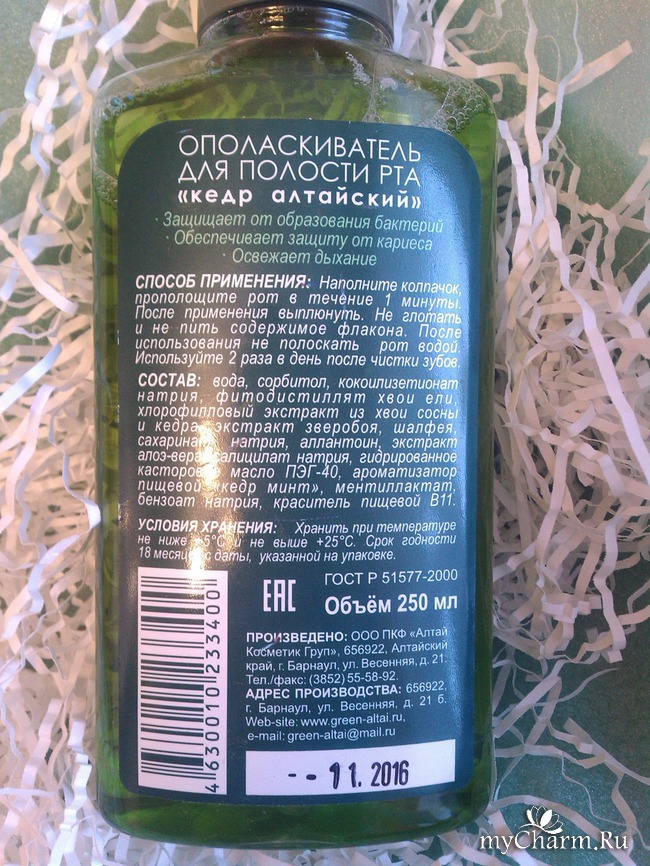 ОПОЛАСКИВАТЕЛЬ
ДЛЯ ПОЛОСТИ РТА
«кедр алтайский»
· Защищает от образования бактерий
· Обеспечивает защиту от кариеса
· Освежает дыхание
СПОСОБ ПРИМЕНЕНИЯ: Наполните колпачок,
прополощите рот в течение 1 минуты.
После применения выплюнуть. Не глотать
и не пить содержимое флакона. После
использования не полоскать рот водой.
Используйте 2 раза в день после чистки зубов.
СОСТАВ: вода, сорбитол, кокоилизетионат
натрия, фитодистиллят хвои ели,
хлорофилловый экстракт из хвои сосны
и кедра, экстракт зверобоя, шалфея,
сахаринат натрия, аллантоин, экстракт
алоэ-вера, салицилат натрия, гидрированное
касторовое масло ПЭГ-40, ароматизатор
пищевой «кедр минт», ментиллактат,
бензоат натрия, краситель пищевой В11.
УСЛОВИЯ ХРАНЕНИЯ: Хранить при температуре
не ниже +5°С и не выше +25°С. Срок годности
18 месяцев с даты, указанной на упаковке.
ГОСТ Р 51577-2000
ЕАС Объём 250 мл
ПРОИЗВЕДЕНО: ООО ПКФ «Алтай
Косметик Груп», 656922, Алтайский
край, г. Барнаул, ул. Весенняя, д. 21.
Тел./факс: (3852) 55-58-92.
АДРЕС ПРОИЗВОДСТВА: 656922,
г. Барнаул, ул. Весенняя, д. 21 б.
Web-site: www.green-altai.ru,
e-mail: green-altai@mail.ru
4 630010 233400
-- 11. 2016
myCharm.Ru